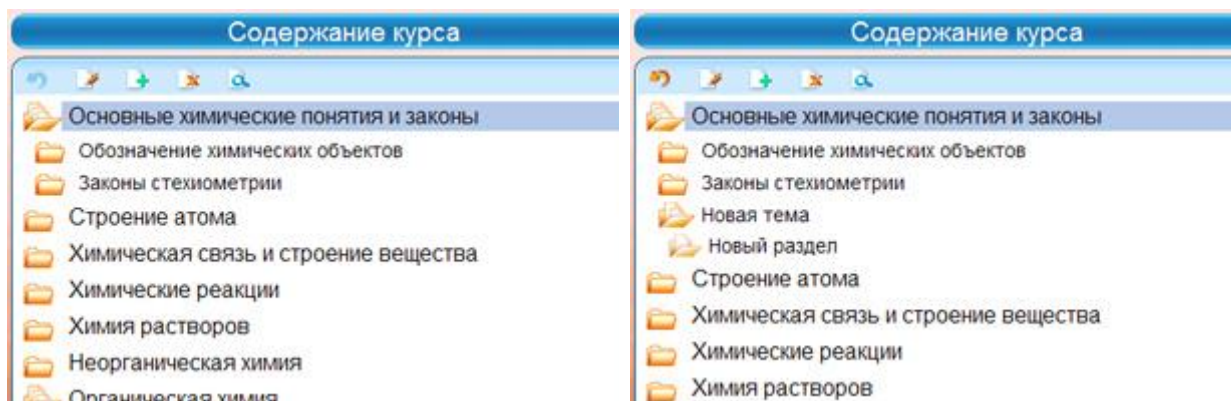 Содержание курса
Основные химические понятия и законы
Обозначение химических объектов
Законы стехиометрии
Строение атома
Химическая связь и строение вещества
Химические реакции
Химия растворов
Неорганическая химия
Органическая химия
Содержание курса
Основные химические понятия и законы
Обозначение химических объектов
Законы стехиометрии
Новая тема
Новый раздел
Строение атома
Химическая связь и строение вещества
Химические реакции
Химия растворов